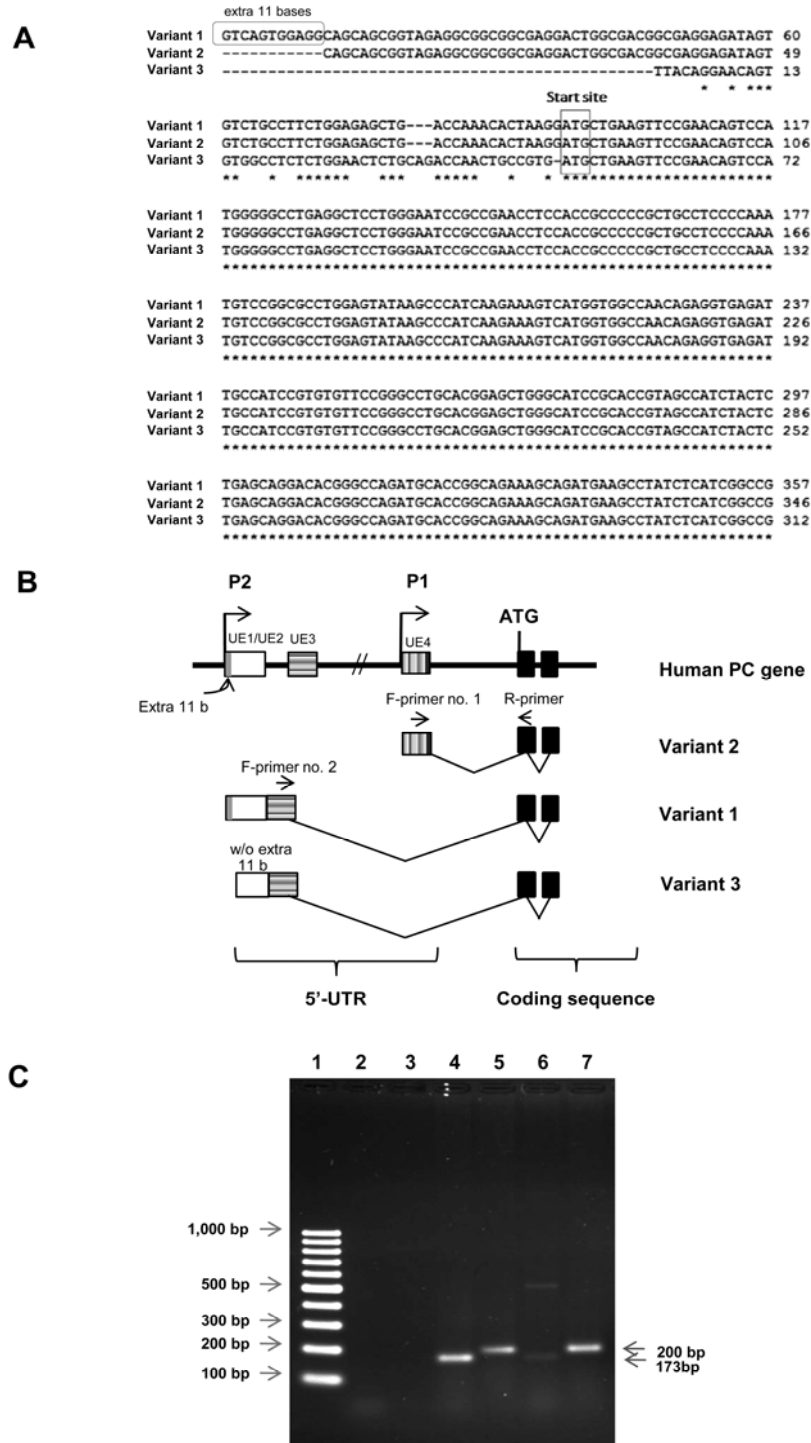 A
extra 11 bases
Variant 1 GTCAGTGGAGGCAGCAGCGGTAGAGGCGGCGGCGAGGACTGGCGACGGCGAGGAGATAGT 60
Variant 2 -----------CAGCAGCGGTAGAGGCGGCGGCGAGGACTGGCGACGGCGAGGAGATAGT 49
Variant 3 -----------------------------------------------TTACAGGAACAGT 13
* * ***
Start site
Variant 1 GTCTGCCTTCTGGAGAGCTG---ACCAAACACTAAGGATGCTGAAGTTCCGAACAGTCCA 117
Variant 2 GTCTGCCTTCTGGAGAGCTG---ACCAAACACTAAGGATGCTGAAGTTCCGAACAGTCCA 106
Variant 3 GTGGCCTCTCTGGAACTCTGCAGACCAACTGCCGTG-ATGCTGAAGTTCCGAACAGTCCA 72
** * ****** *** ***** * * ***********************
Variant 1 TGGGGGCCTGAGGCTCCTGGGAATCCGCCGAACCTCCACCGCCCCCGCTGCCTCCCCAAA 177
Variant 2 TGGGGGCCTGAGGCTCCTGGGAATCCGCCGAACCTCCACCGCCCCCGCTGCCTCCCCAAA 166
Variant 3 TGGGGGCCTGAGGCTCCTGGGAATCCGCCGAACCTCCACCGCCCCCGCTGCCTCCCCAAA 132
************************************************************
Variant 1 TGTCCGGCGCCTGGAGTATAAGCCCATCAAGAAAGTCATGGTGGCCAACAGAGGTGAGAT 237
Variant 2 TGTCCGGCGCCTGGAGTATAAGCCCATCAAGAAAGTCATGGTGGCCAACAGAGGTGAGAT 226
Variant 3 TGTCCGGCGCCTGGAGTATAAGCCCATCAAGAAAGTCATGGTGGCCAACAGAGGTGAGAT 192
************************************************************
Variant 1 TGCCATCCGTGTGTTCCGGGCCTGCACGGAGCTGGGCATCCGCACCGTAGCCATCTACTC 297
Variant 2 TGCCATCCGTGTGTTCCGGGCCTGCACGGAGCTGGGCATCCGCACCGTAGCCATCTACTC 286
Variant 3 TGCCATCCGTGTGTTCCGGGCCTGCACGGAGCTGGGCATCCGCACCGTAGCCATCTACTC 252
************************************************************
Variant 1 TGAGCAGGACACGGGCCAGATGCACCGGCAGAAAGCAGATGAAGCCTATCTCATCGGCCG 357
Variant 2 TGAGCAGGACACGGGCCAGATGCACCGGCAGAAAGCAGATGAAGCCTATCTCATCGGCCG 346
Variant 3 TGAGCAGGACACGGGCCAGATGCACCGGCAGAAAGCAGATGAAGCCTATCTCATCGGCCG 312
************************************************************
B
P2 P1
ATG
UE1/UE2 UE3 UE4
Human PC gene
Extra 11 b
F-primer no. 1 R-primer
Variant 2
F-primer no. 2
Variant 1
w/o extra
11 b
Variant 3
5'-UTR Coding sequence
C
1 2 3 4 5 6 7
1,000 bp
500 bp
300 bp
200 bp
100 bp
200 bp
173bp